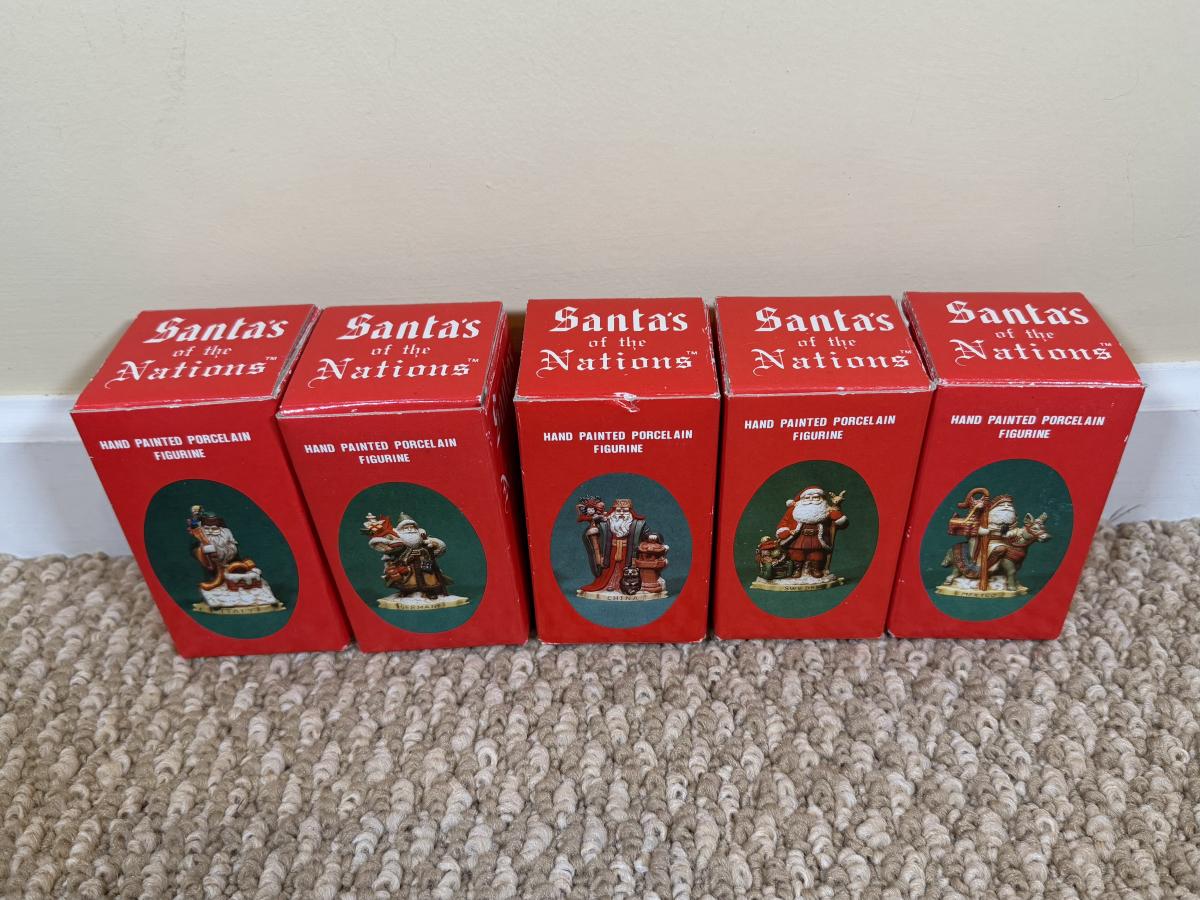 Santa's
of the
Nations™
HAND PAINTED PORCELAIN
FIGURINE
ITALY
Santa's
of the
Nations™
HAND PAINTED PORCELAIN
FIGURINE
GERMANY
Santa's
of the
Nations™
HAND PAINTED PORCELAIN
FIGURINE
CHINA
Santa's
of the
Nations™
HAND PAINTED PORCELAIN
FIGURINE
SWEDEN
Santa's
of the
Nations™
HAND PAINTED PORCELAIN
FIGURINE
MEXICO